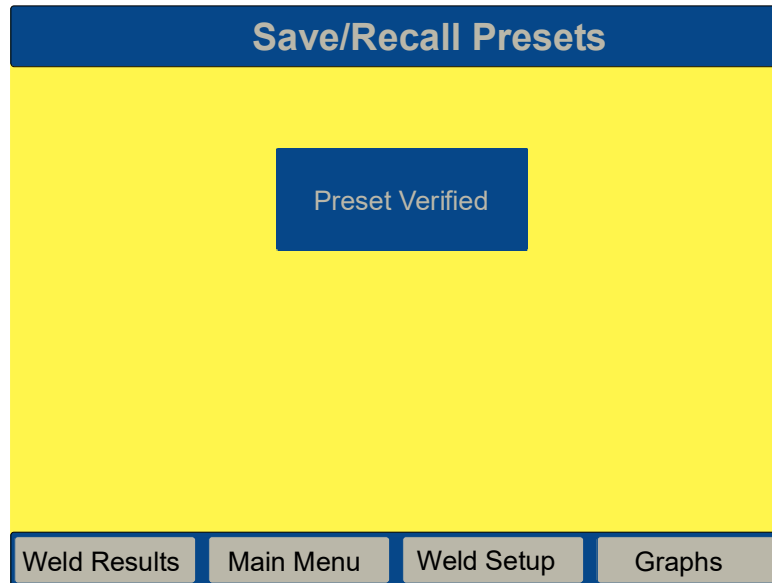 Save/Recall Presets
Preset Verified
Weld Results
Main Menu
Weld Setup
Graphs